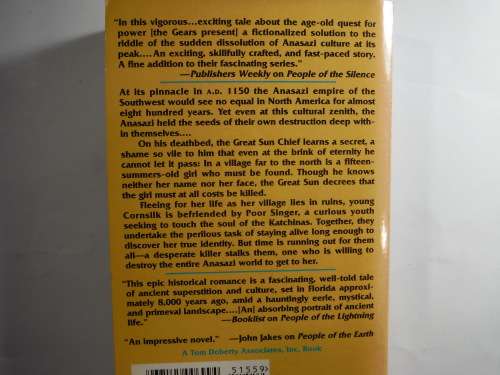 "In this vigorous...exciting tale about the age-old quest for
power [the Gears present] a fictionalized solution to the
riddle of the sudden dissolution of Anasazi culture at its
peak....An exciting, skillfully crafted, and fast-paced story.
A fine addition to their fascinating series."
—Publishers Weekly on People of the Silence
At its pinnacle in A.D. 1150 the Anasazi empire of the
Southwest would see no equal in North America for almost
eight hundred years. Yet even at this cultural zenith, the
Anasazi held the seeds of their own destruction deep with-
in themselves....
On his deathbed, the Great Sun Chief learns a secret, a
shame so vile to him that even at the brink of eternity he
cannot let it pass: In a village far to the north is a fifteen-
summers-old girl who must be found. Though he knows
neither her name nor her face, the Great Sun decrees that
the girl must at all costs be killed.
Fleeing for her life as her village lies in ruins, young
Cornsilk is befriended by Poor Singer, a curious youth
seeking to touch the soul of the Katchinas. Together, they
undertake the perilous task of staying alive long enough to
discover her true identity. But time is running out for them
all—a desperate killer stalks them, one who is willing to
destroy the entire Anasazi world to get to her.
"This epic historical romance is a fascinating, well-told tale
of ancient superstition and culture, set in Florida approxi-
mately 8,000 years ago, amid a hauntingly eerie, mystical,
and primeval landscape....[An] absorbing portrait of ancient
life."
—Booklist on People of the Lightning
"An impressive novel." —John Jakes on People of the Earth
A Tom Doherty Associates, Inc. Book
51559>